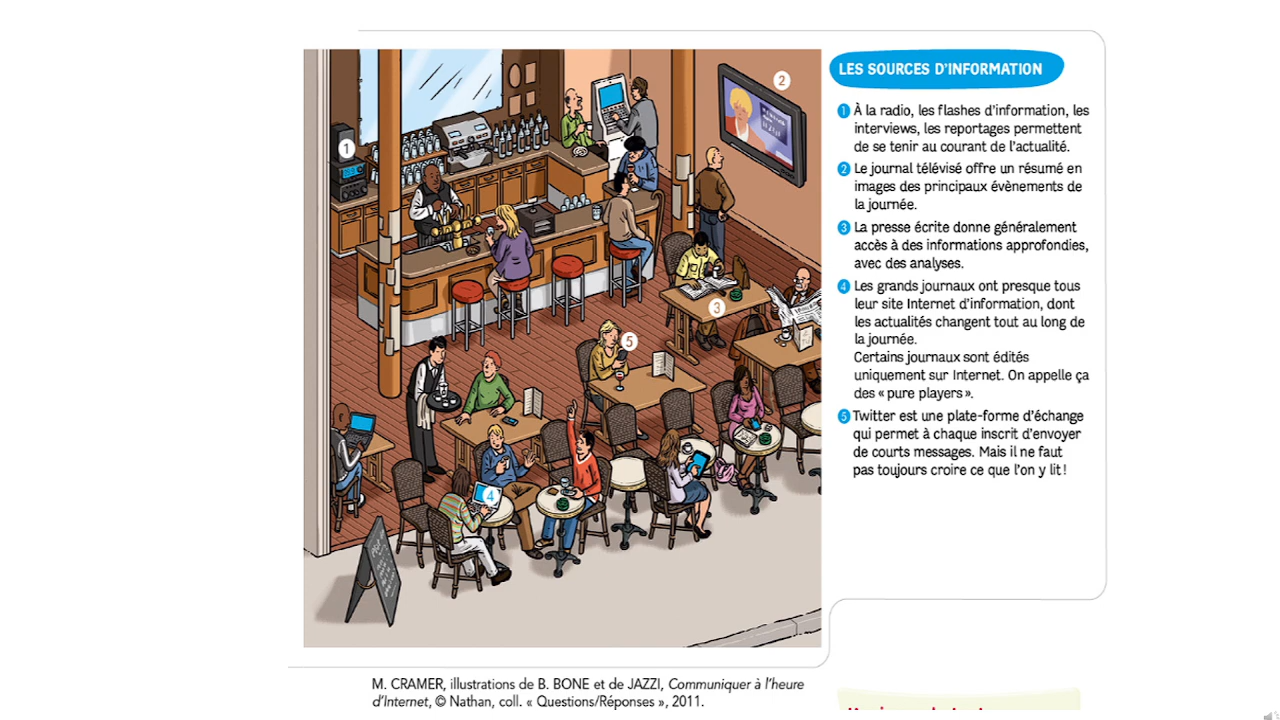 LES SOURCES D'INFORMATION
1 À la radio, les flashes d'information, les
interviews, les reportages permettent
de se tenir au courant de l'actualité.
2 Le journal télévisé offre un résumé en
images des principaux évènements de
la journée.
3 La presse écrite donne généralement
accès à des informations approfondies,
avec des analyses.
4 Les grands journaux ont presque tous
leur site Internet d'information, dont
les actualités changent tout au long de
la journée.
Certains journaux sont édités
uniquement sur Internet. On appelle ça
des « pure players ».
5 Twitter est une plate-forme d'échange
qui permet à chaque inscrit d'envoyer
de courts messages. Mais il ne faut
pas toujours croire ce que l'on y lit !
1
2
3
5
4
M. CRAMER, illustrations de B. BONE et de JAZZI, Communiquer à l'heure
d'Internet, © Nathan, coll. « Questions/Réponses », 2011.